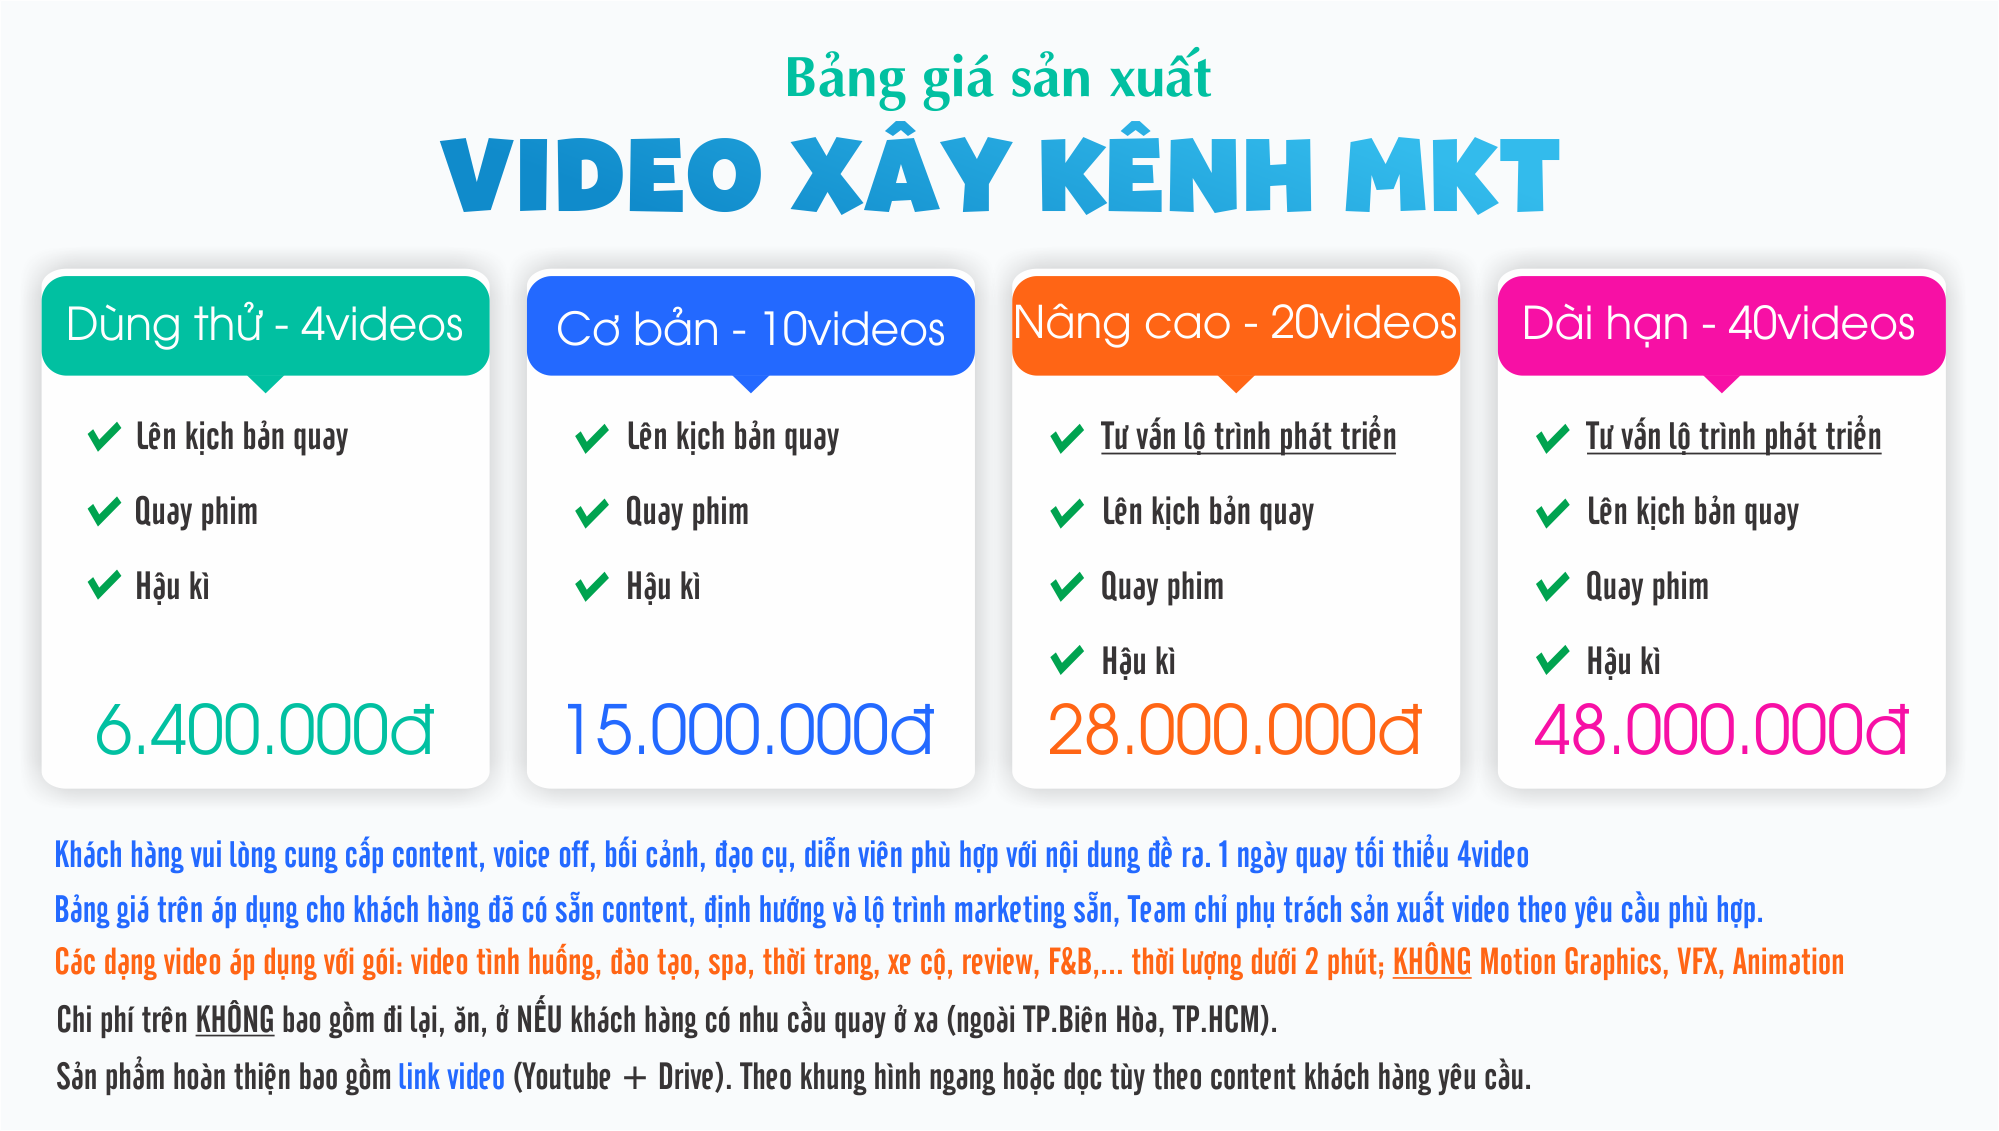 Bảng giá sản xuất
VIDEO XÂY KÊNH MKT
Dùng thử - 4videos
Lên kịch bản quay
Quay phim
Hậu kì
6.400.000đ
Cơ bản - 10videos
Lên kịch bản quay
Quay phim
Hậu kì
15.000.000đ
Nâng cao - 20videos
Tư vấn lộ trình phát triển
Lên kịch bản quay
Quay phim
Hậu kì
28.000.000đ
Dài hạn - 40videos
Tư vấn lộ trình phát triển
Lên kịch bản quay
Quay phim
Hậu kì
48.000.000đ
Khách hàng vui lòng cung cấp content, voice off, bối cảnh, đạo cụ, diễn viên phù hợp với nội dung đề ra. 1 ngày quay tối thiểu 4video
Bảng giá trên áp dụng cho khách hàng đã có sẵn content, định hướng và lộ trình marketing sẵn, Team chỉ phụ trách sản xuất video theo yêu cầu phù hợp.
Các dạng video áp dụng với gói: video tình huống, đào tạo, spa, thời trang, xe cộ, review, F&B,... thời lượng dưới 2 phút; KHÔNG Motion Graphics, VFX, Animation
Chi phí trên KHÔNG bao gồm đi lại, ăn, ở NẾU khách hàng có nhu cầu quay ở xa (ngoài TP.Biên Hòa, TP.HCM).
Sản phẩm hoàn thiện bao gồm link video (Youtube + Drive). Theo khung hình ngang hoặc dọc tùy theo content khách hàng yêu cầu.